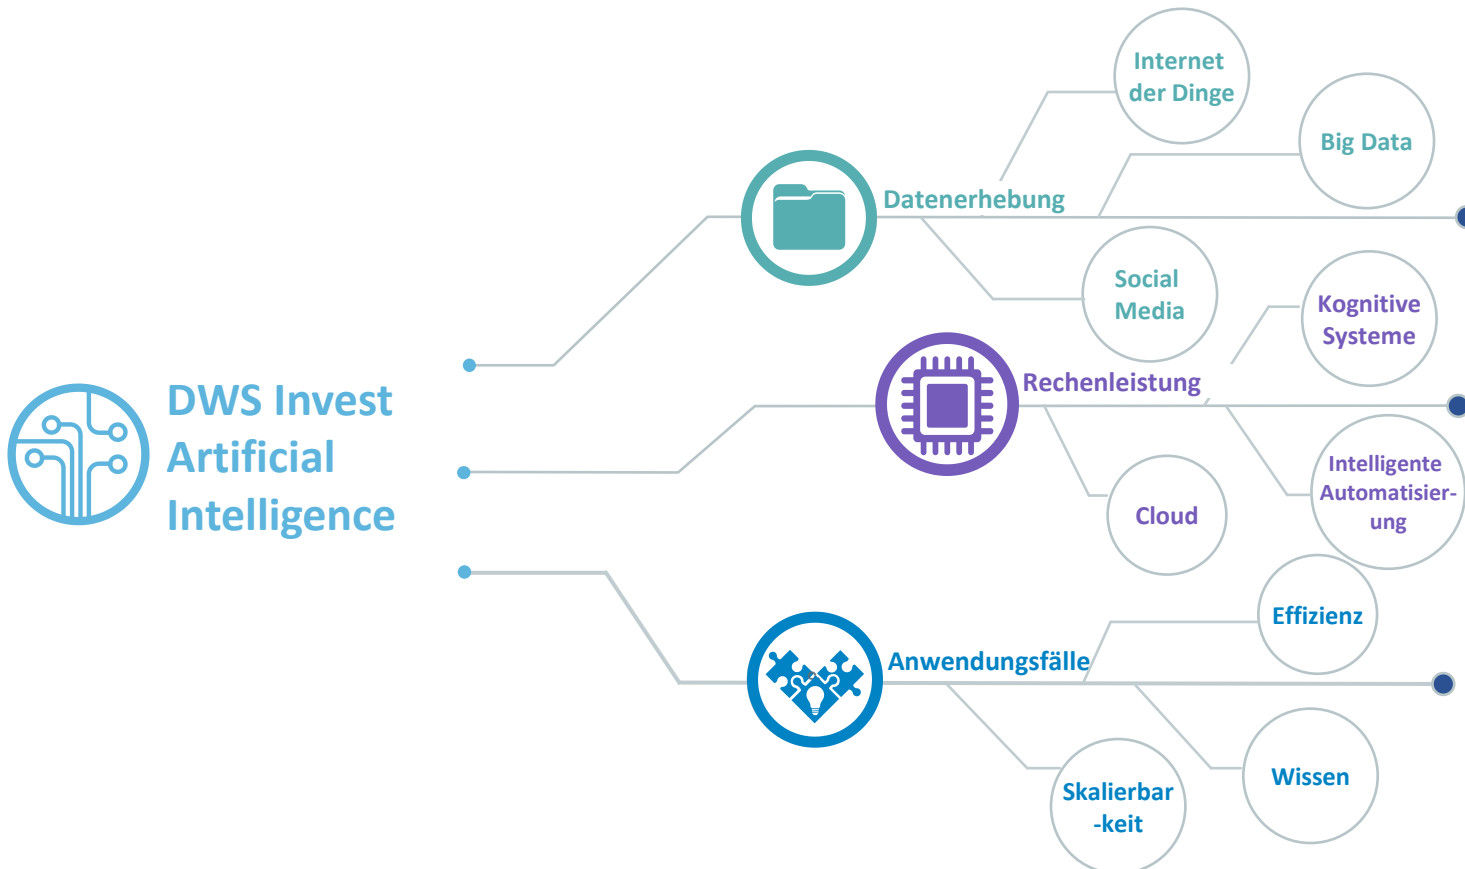 DWS Invest
Artificial
Intelligence
Datenerhebung
Internet
der Dinge
Big Data
Social
Media
Rechenleistung
Kognitive
Systeme
Cloud
Intelligente
Automatisier-
ung
Anwendungsfälle
Effizienz
Skalierbar
-keit
Wissen